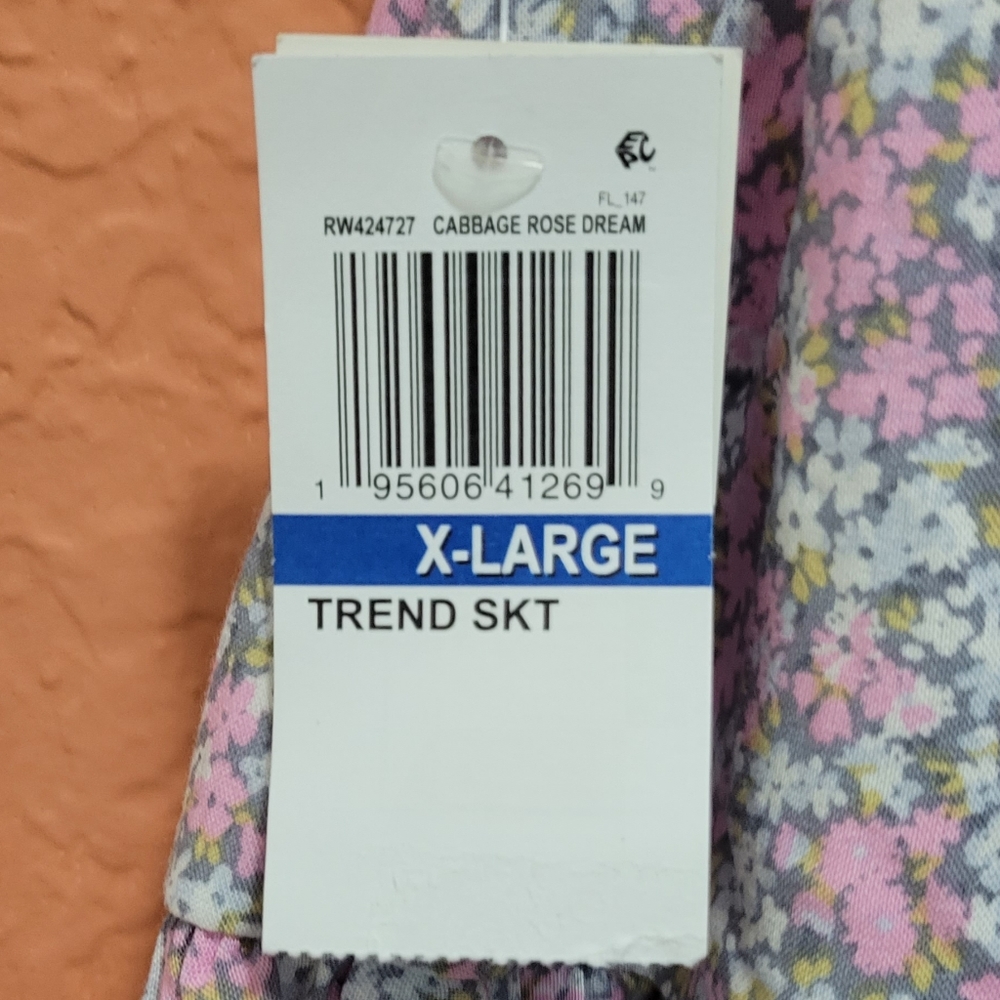 FL_147
RW424727 CABBAGE ROSE DREAM
1 95606 41269 9
X-LARGE
TREND SKT